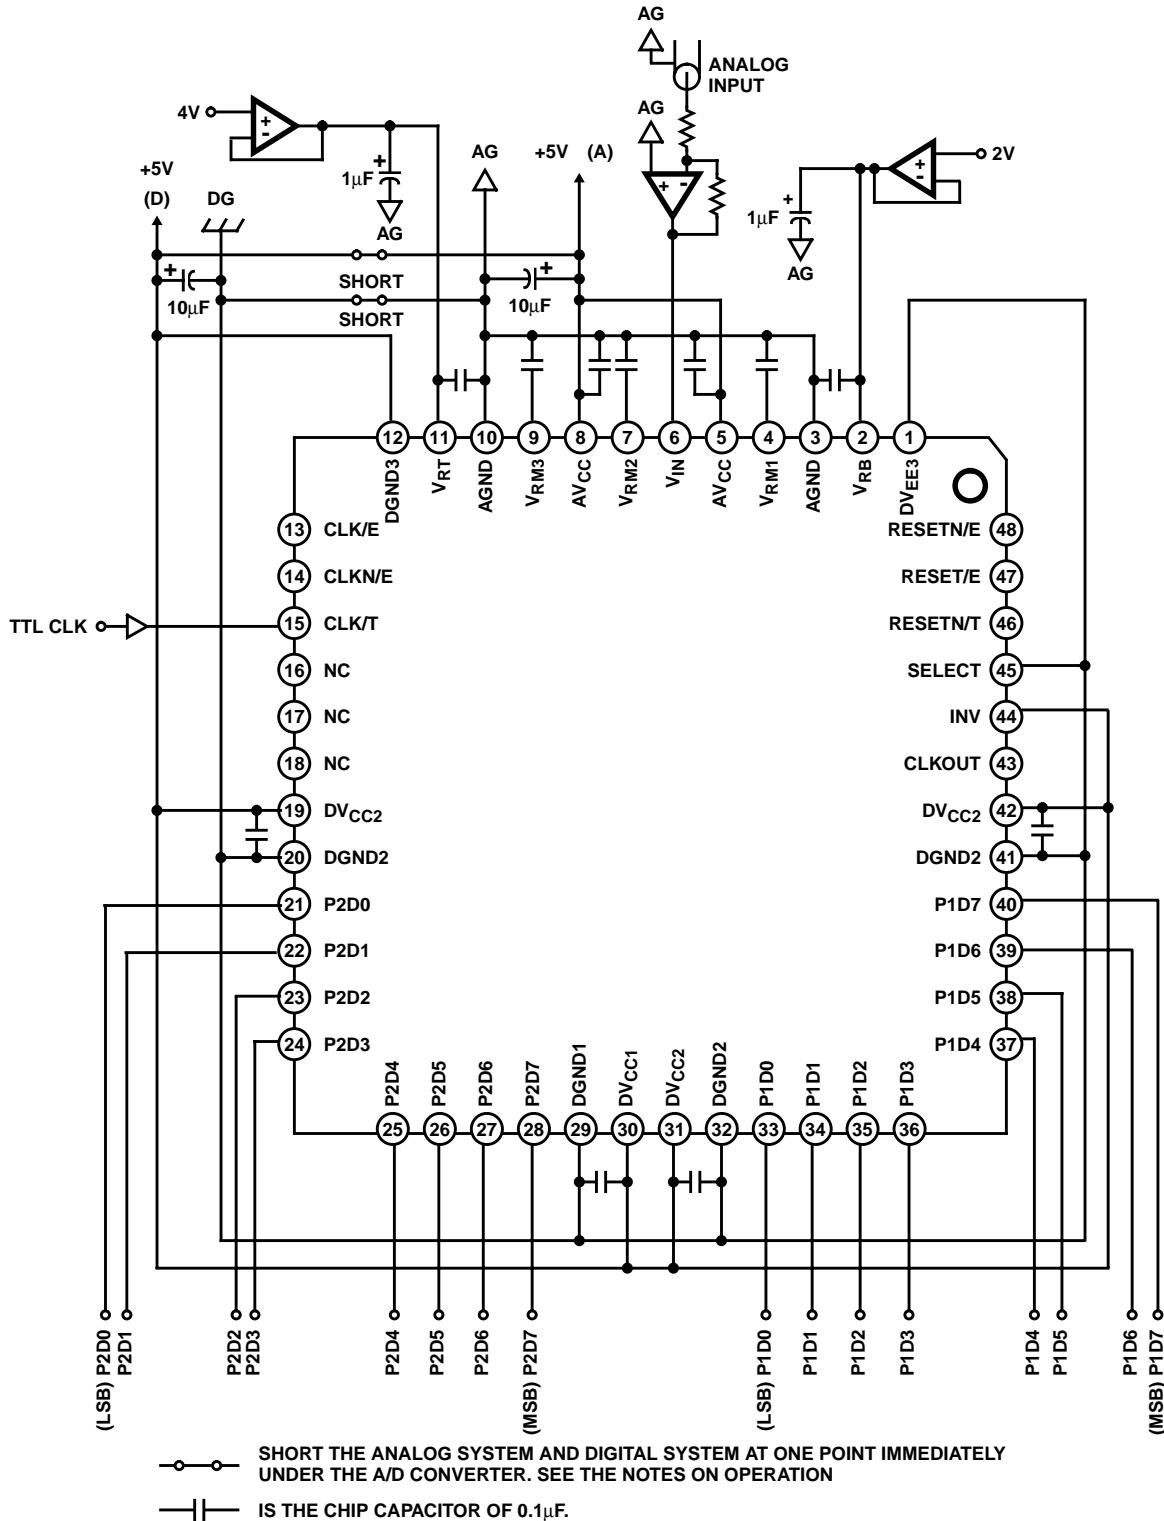 AG
ANALOG
INPUT
4V
AG
+5V
(D)
DG
1µF
AG
AG
+5V (A)
2V
1µF
AG
SHORT
10µF
SHORT
10µF
+
-
+
-
+
-
+
+
+
+
12
11
10
9
8
7
6
5
4
3
2
1
DGND3
VRT
AGND
VRM3
AVCC
VRM2
VIN
AVCC
VRM1
AGND
VRB
DVEE3
13 CLK/E
14 CLKN/E
TTL CLK
15 CLK/T
16 NC
17 NC
18 NC
19 DVCC2
20 DGND2
21 P2D0
22 P2D1
23 P2D2
24 P2D3
RESETN/E 48
RESET/E 47
RESETN/T 46
SELECT 45
INV 44
CLKOUT 43
DVCC2 42
DGND2 41
P1D7 40
P1D6 39
P1D5 38
P1D4 37
P2D4
P2D5
P2D6
P2D7
DGND1
DVCC1
DVCC2
DGND2
P1D0
P1D1
P1D2
P1D3
25
26
27
28
29
30
31
32
33
34
35
36
(LSB) P2D0
P2D1
P2D2
P2D3
P2D4
P2D5
P2D6
(MSB) P2D7
(LSB) P1D0
P1D1
P1D2
P1D3
P1D4
P1D5
P1D6
(MSB) P1D7
SHORT THE ANALOG SYSTEM AND DIGITAL SYSTEM AT ONE POINT IMMEDIATELY
UNDER THE A/D CONVERTER. SEE THE NOTES ON OPERATION
IS THE CHIP CAPACITOR OF 0.1µF.